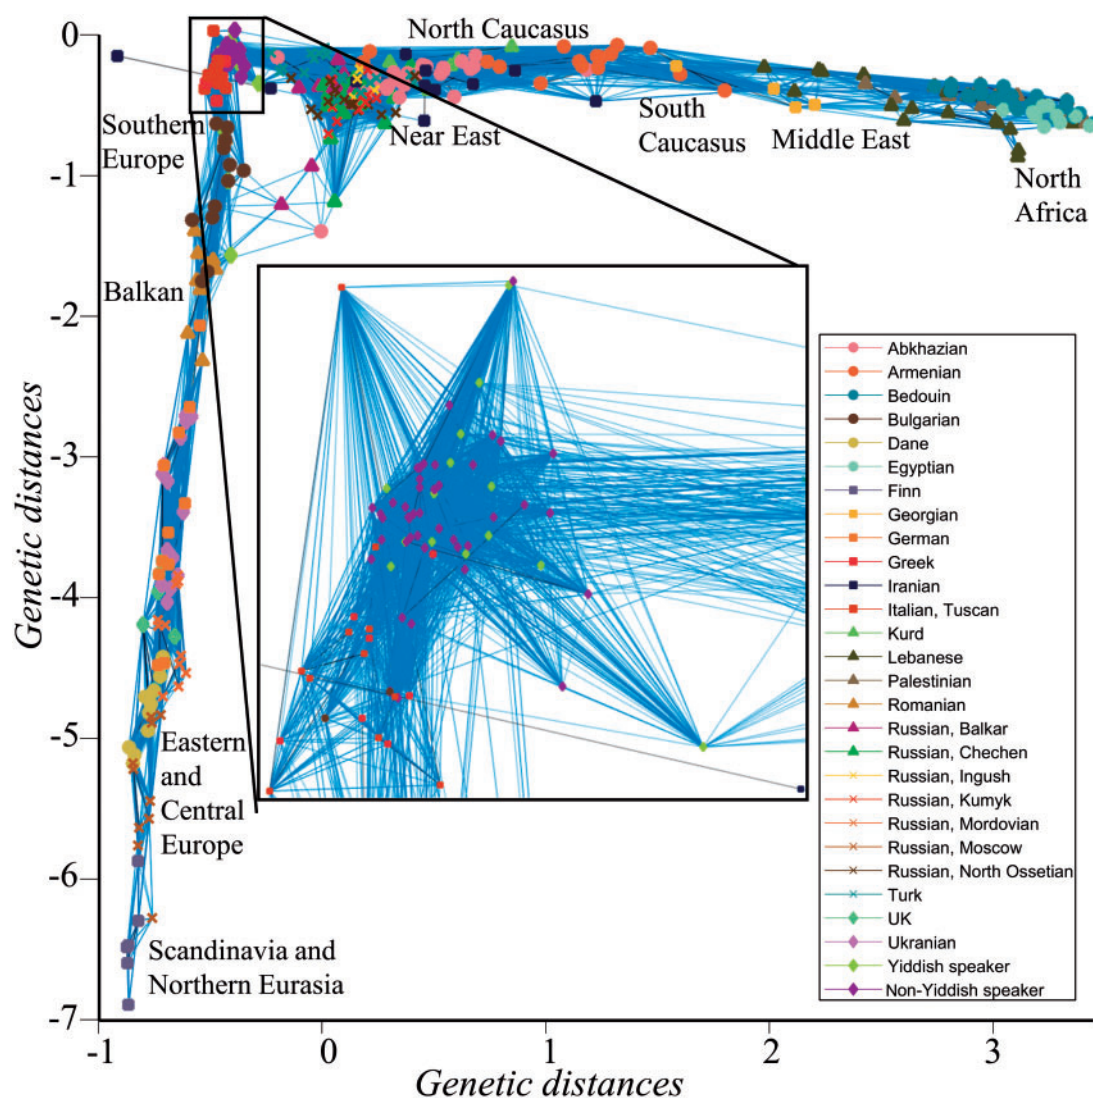 0
-1
-2
-3
-4
-5
-6
-7
Genetic distances
North Caucasus
Southern
Europe
Near East
South
Caucasus
Middle East
North
Africa
Balkan
Eastern
and
Central
Europe
Scandinavia and
Northern Eurasia
Abkhazian
Armenian
Bedouin
Bulgarian
Dane
Egyptian
Finn
Georgian
German
Greek
Iranian
Italian, Tuscan
Kurd
Lebanese
Palestinian
Romanian
Russian, Balkar
Russian, Chechen
Russian, Ingush
Russian, Kumyk
Russian, Mordovian
Russian, Moscow
Russian, North Ossetian
Turk
UK
Ukranian
Yiddish speaker
Non-Yiddish speaker
-1 0 1 2 3
Genetic distances